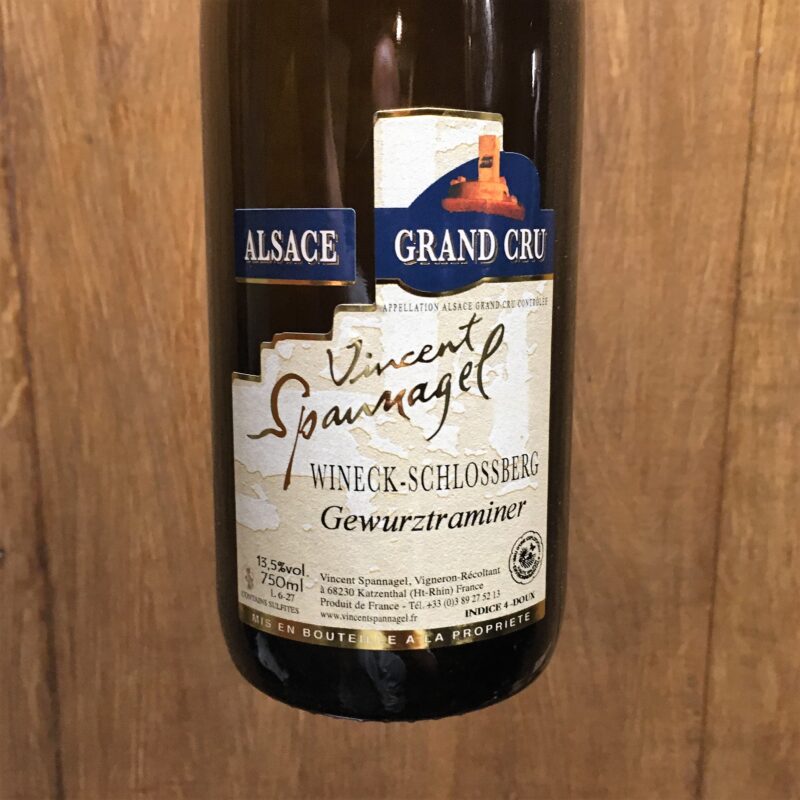 ALSACE
GRAND CRU
APPELLATION ALSACE GRAND CRU CONTRÔLÉE
Vincent
Spannagel
WINECK-SCHLOSSBERG
Gewurztraminer
13,5%vol.
750ml
L 6-27
CONTAINS SULFITES
Vincent Spannagel, Vigneron-Récoltant
à 68230 Katzenthal (Ht-Rhin) France
Produit de France - Tél. +33 (0)3 89 27 52 13
www.vincentspannagel.fr
INDICE 4 -DOUX
MIS EN BOUTEILLE A LA PROPRIETE